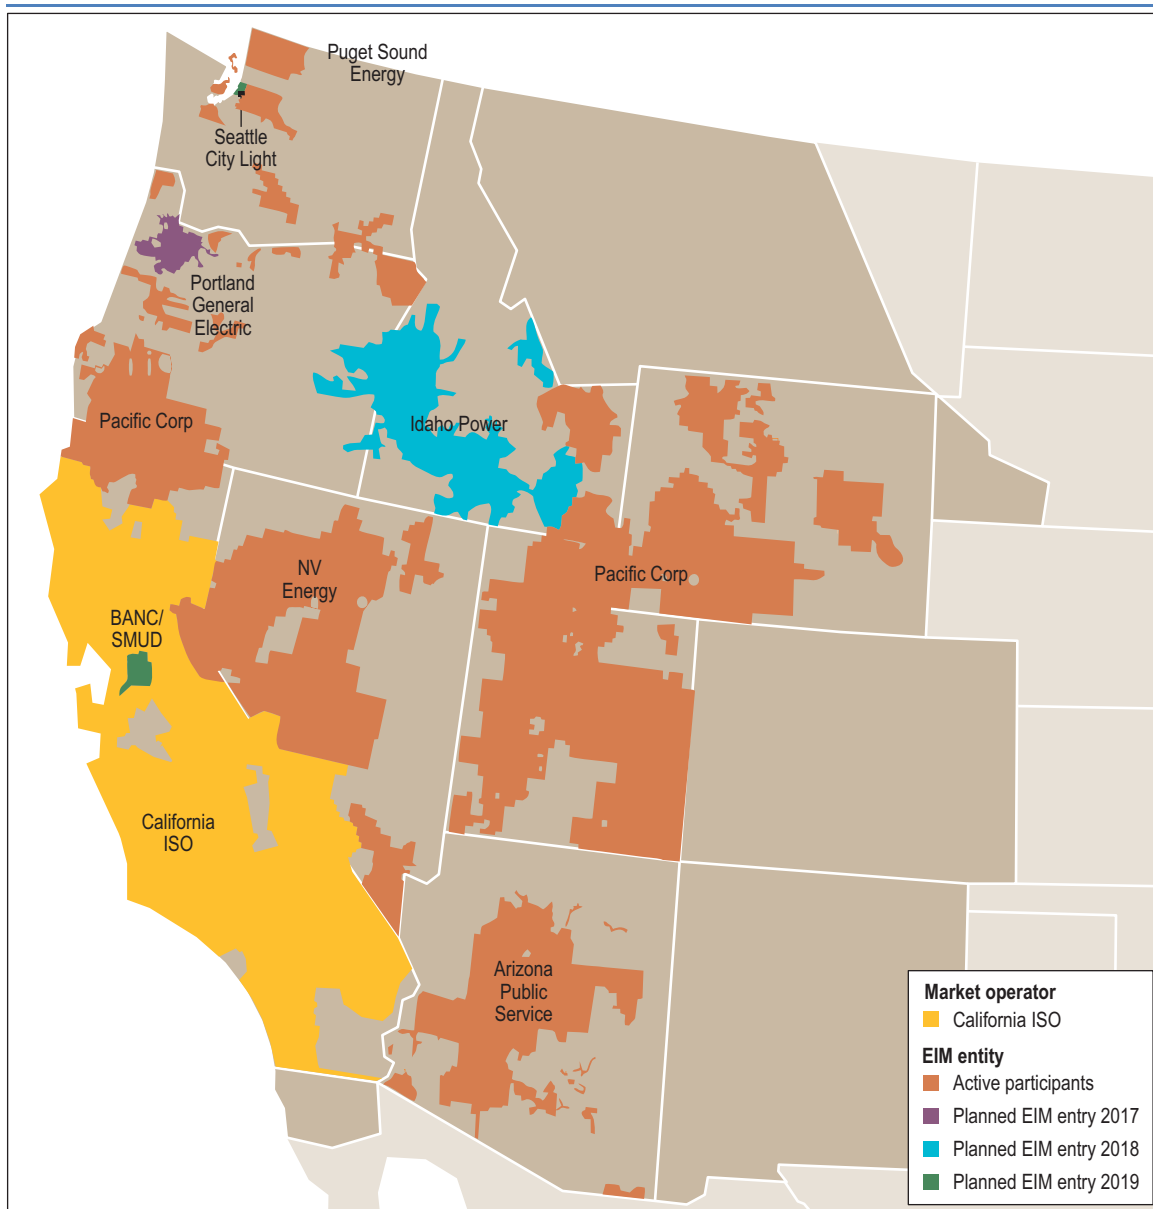 Puget Sound
Energy
Seattle
City Light
Portland
General
Electric
Pacific Corp
Idaho Power
NV
Energy
Pacific Corp
BANC/
SMUD
California
ISO
Arizona
Public
Service
Market operator
California ISO
EIM entity
Active participants
Planned EIM entry 2017
Planned EIM entry 2018
Planned EIM entry 2019